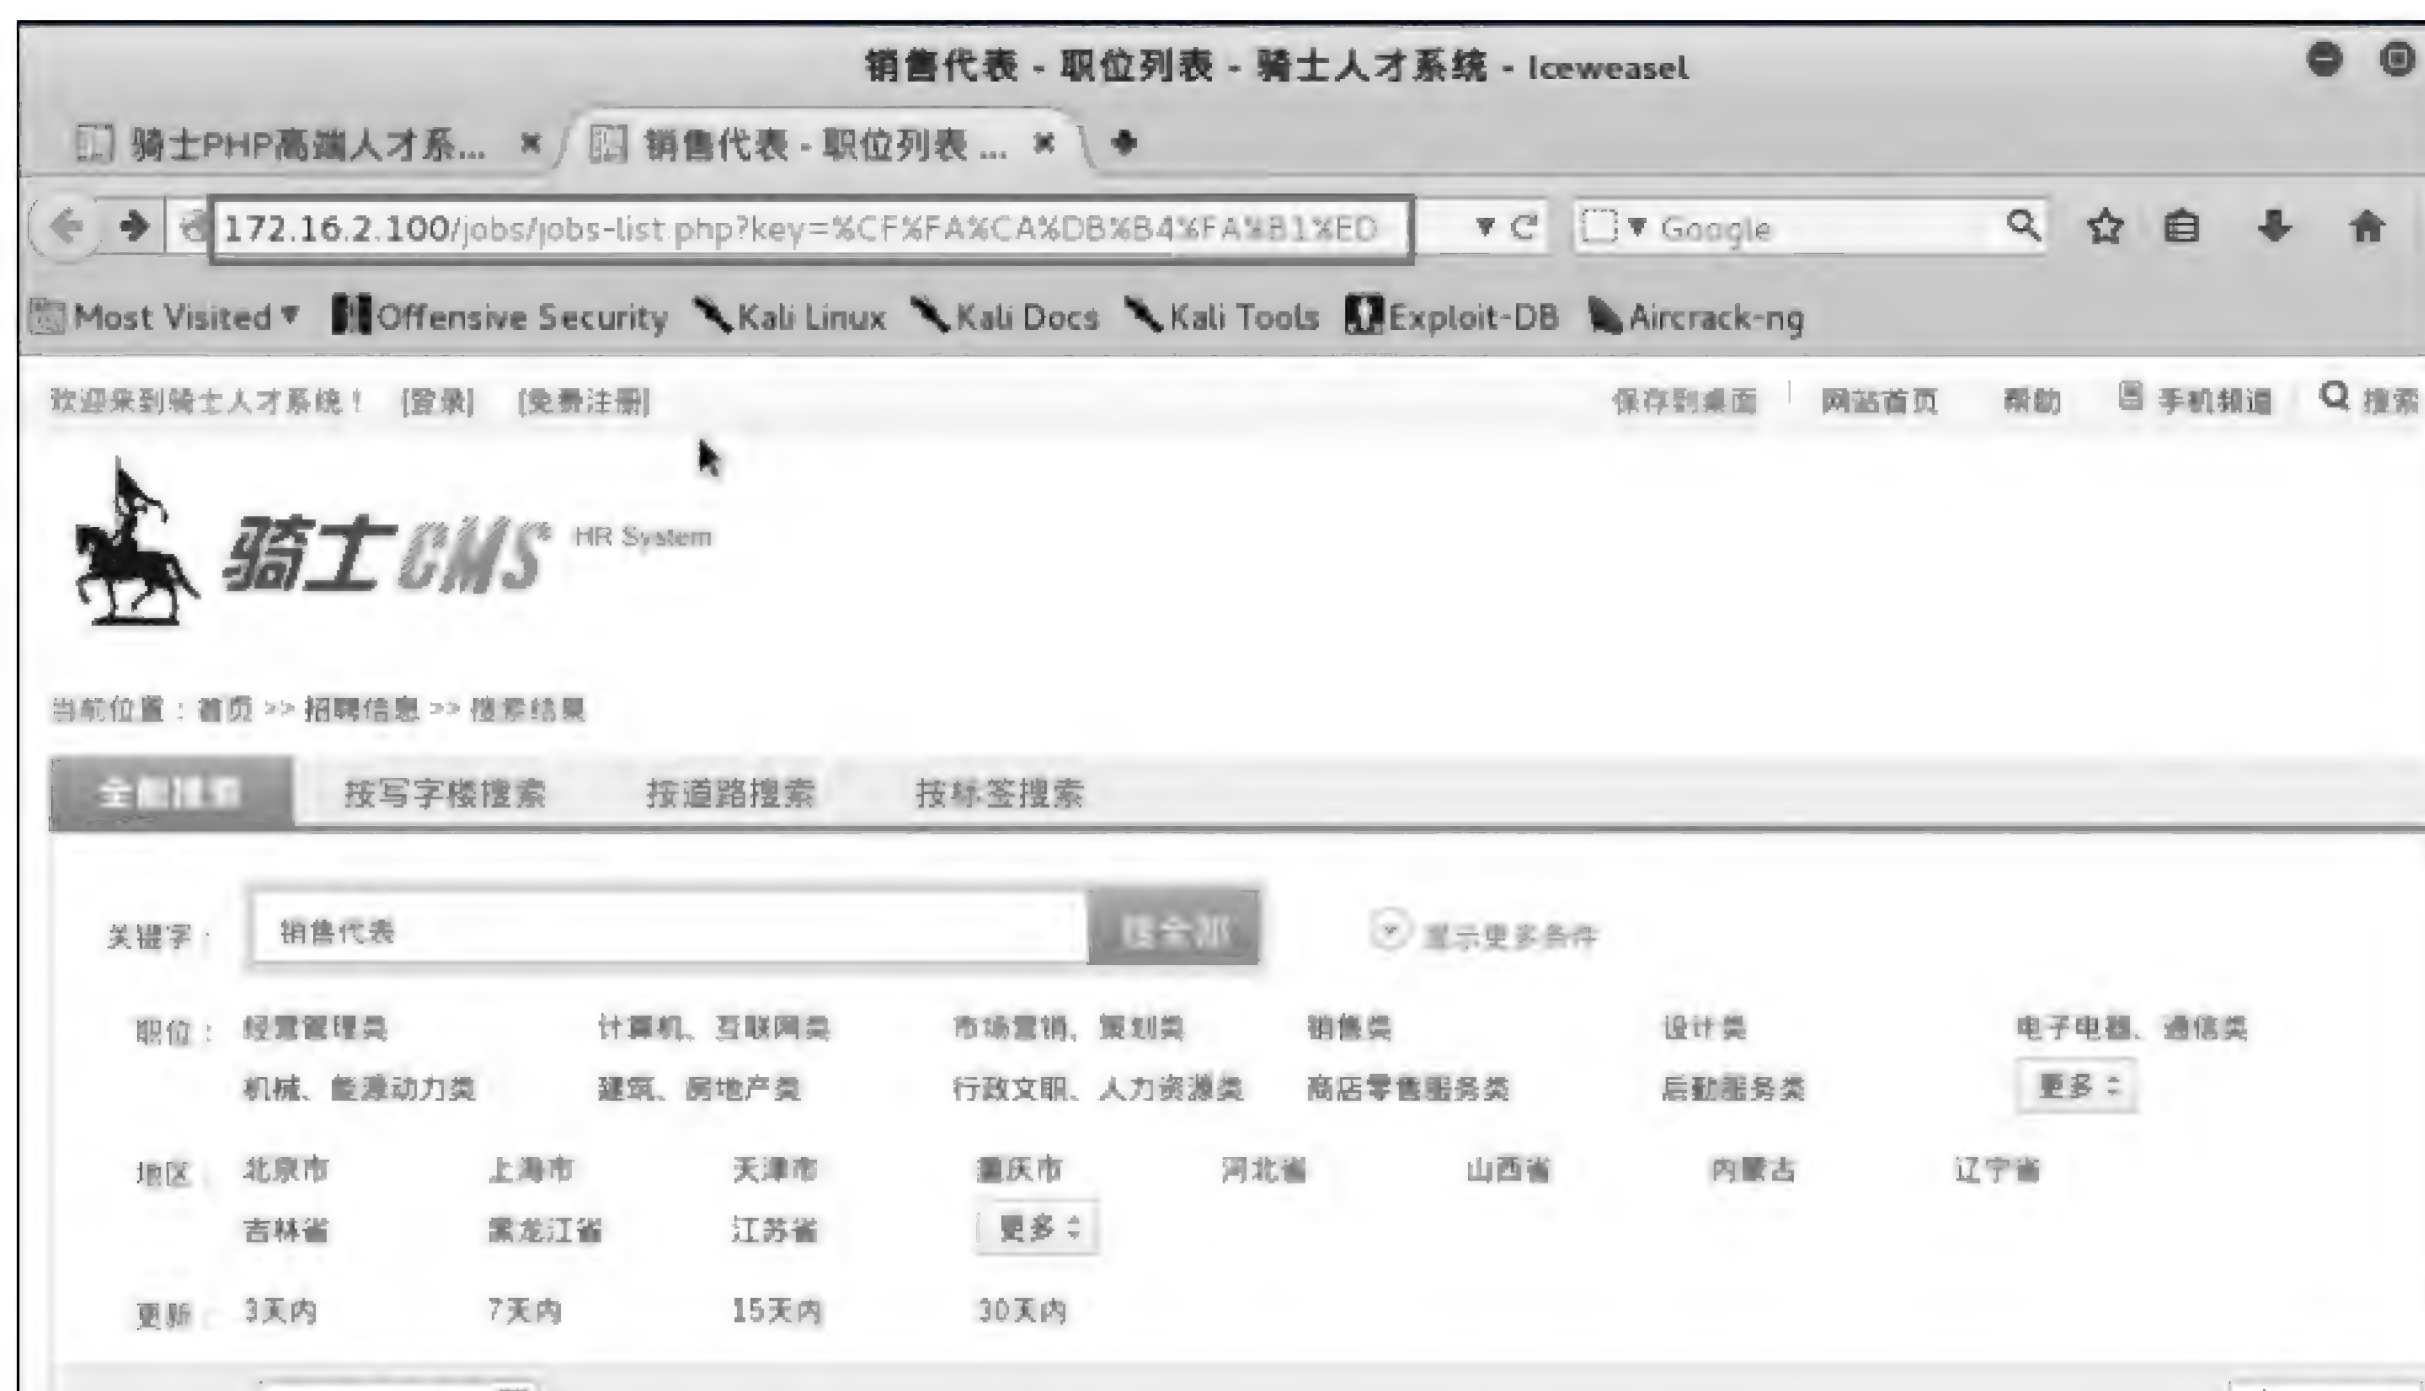 销售代表 - 职位列表 - 骑士人才系统 - Iceweasel
骑士PHP高端人才系... 销售代表 - 职位列表 ...
172.16.2.100/jobs/jobs-list.php?key=%CF%FA%CA%DB%B4%FA%B1%ED Google
Most Visited Offensive Security Kali Linux Kali Docs Kali Tools Exploit-DB Aircrack-ng
欢迎来到骑士人才系统！ [登录] [免费注册] 保存到桌面 网站首页 帮助 手机频道 搜索
骑士CMS HR System
当前位置：首页 >> 招聘信息 >> 搜索结果
全能搜索 按写字楼搜索 按道路搜索 按标签搜索
关键字： 销售代表 搜全部 显示更多条件
职位： 经营管理类 计算机、互联网类 市场营销、策划类 销售类 设计类 电子电器、通信类
机械、能源动力类 建筑、房地产类 行政文职、人力资源类 商店零售服务类 后勤服务类 更多
地区： 北京市 上海市 天津市 重庆市 河北省 山西省 内蒙古 辽宁省
吉林省 黑龙江省 江苏省 更多
更新： 3天内 7天内 15天内 30天内